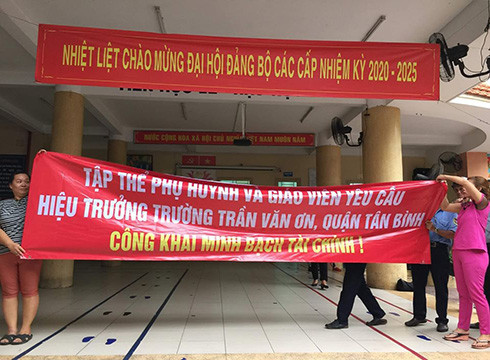 NHIỆT LIỆT CHÀO MỪNG ĐẠI HỘI ĐẢNG BỘ CÁC CẤP NHIỆM KỲ 2020 - 2025
NƯỚC CỘNG HÒA XÃ HỘI CHỦ NGHĨA VIỆT NAM MUÔN NĂM
TẬP THỂ PHỤ HUYNH VÀ GIÁO VIÊN YÊU CẦU
HIỆU TRƯỞNG TRƯỜNG TRẦN VĂN ƠN, QUẬN TÂN BÌNH
CÔNG KHAI MINH BẠCH TÀI CHÍNH !